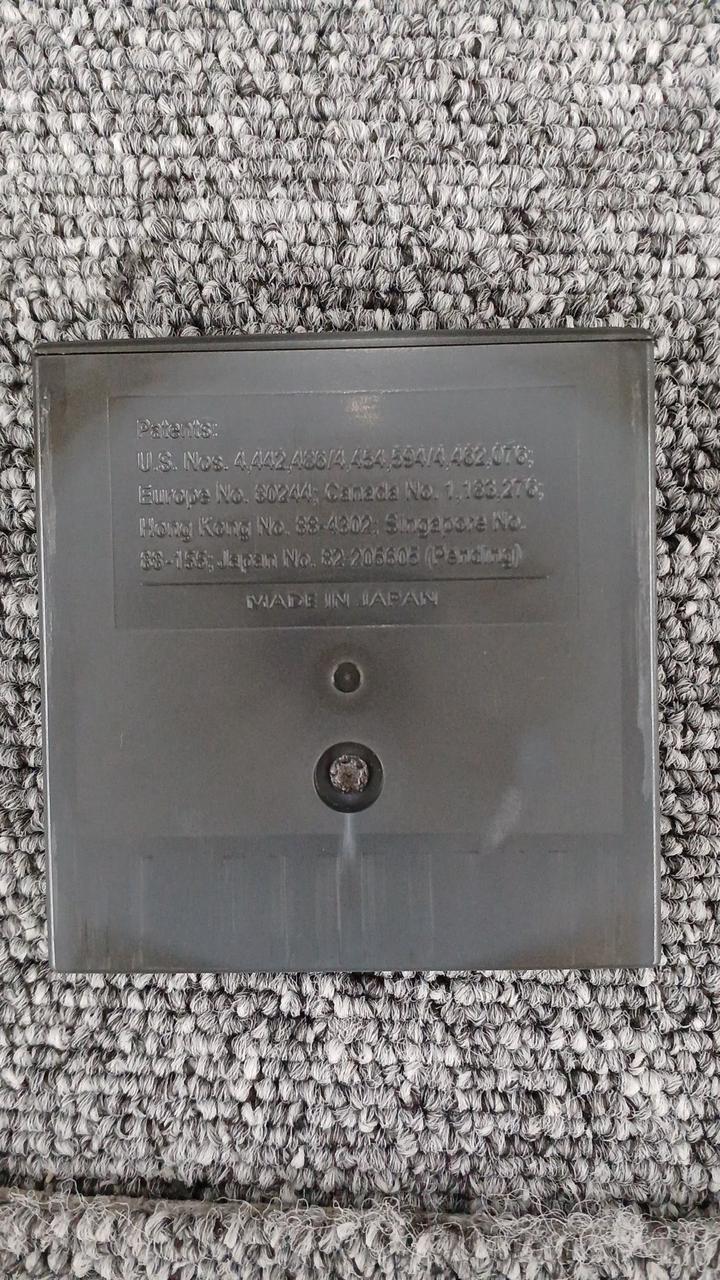 Patents:
U.S. Nos. 4,442,486/4,454,594/4,462,076;
Europe No. 80244; Canada No. 1,183,276;
Hong Kong No. 88-4302; Singapore No.
88-155; Japan No. 82-205605 (Pending)
MADE IN JAPAN